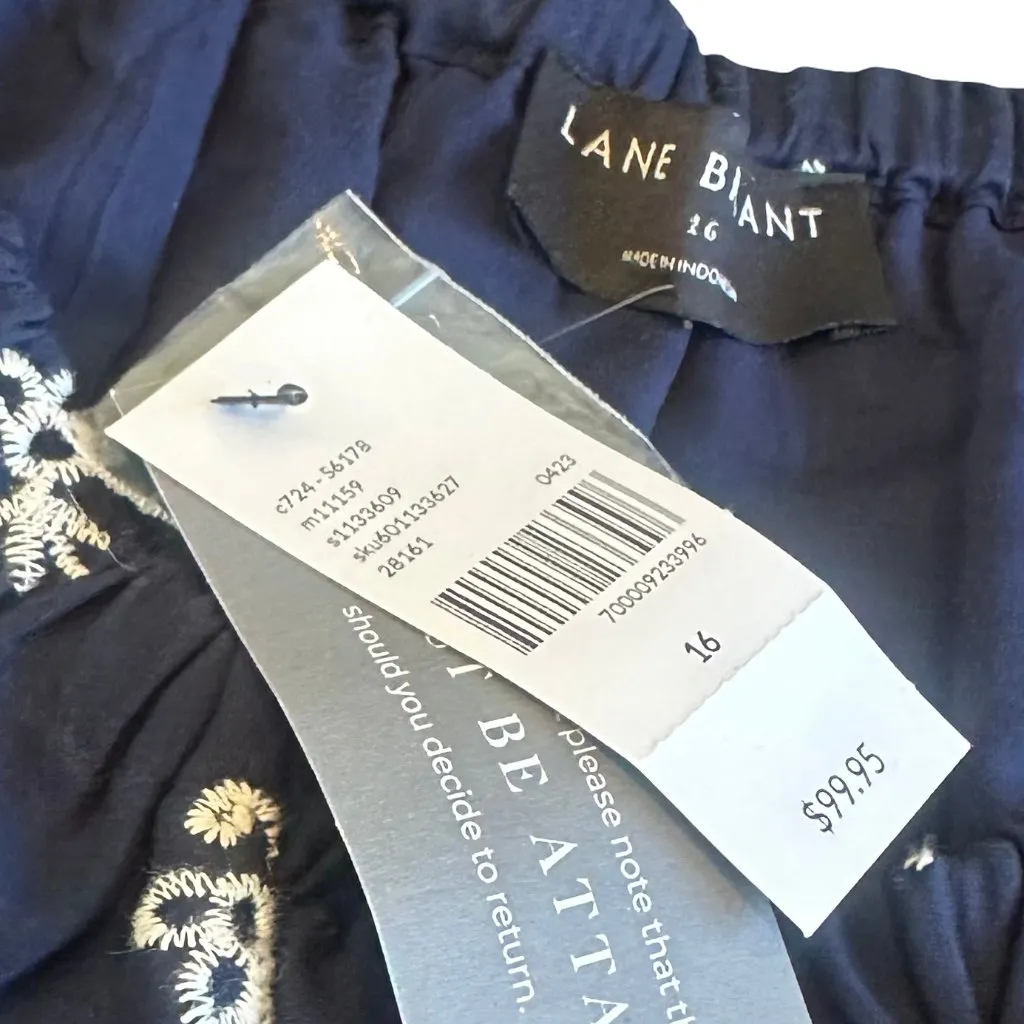 LANE BRYANT
16
MADE IN INDONESIA
c724-56178
m11159
s1133609
sku601133627
28161
0423
700009233996
16
$99.95
please note that th
T BE ATTA
should you decide to return.